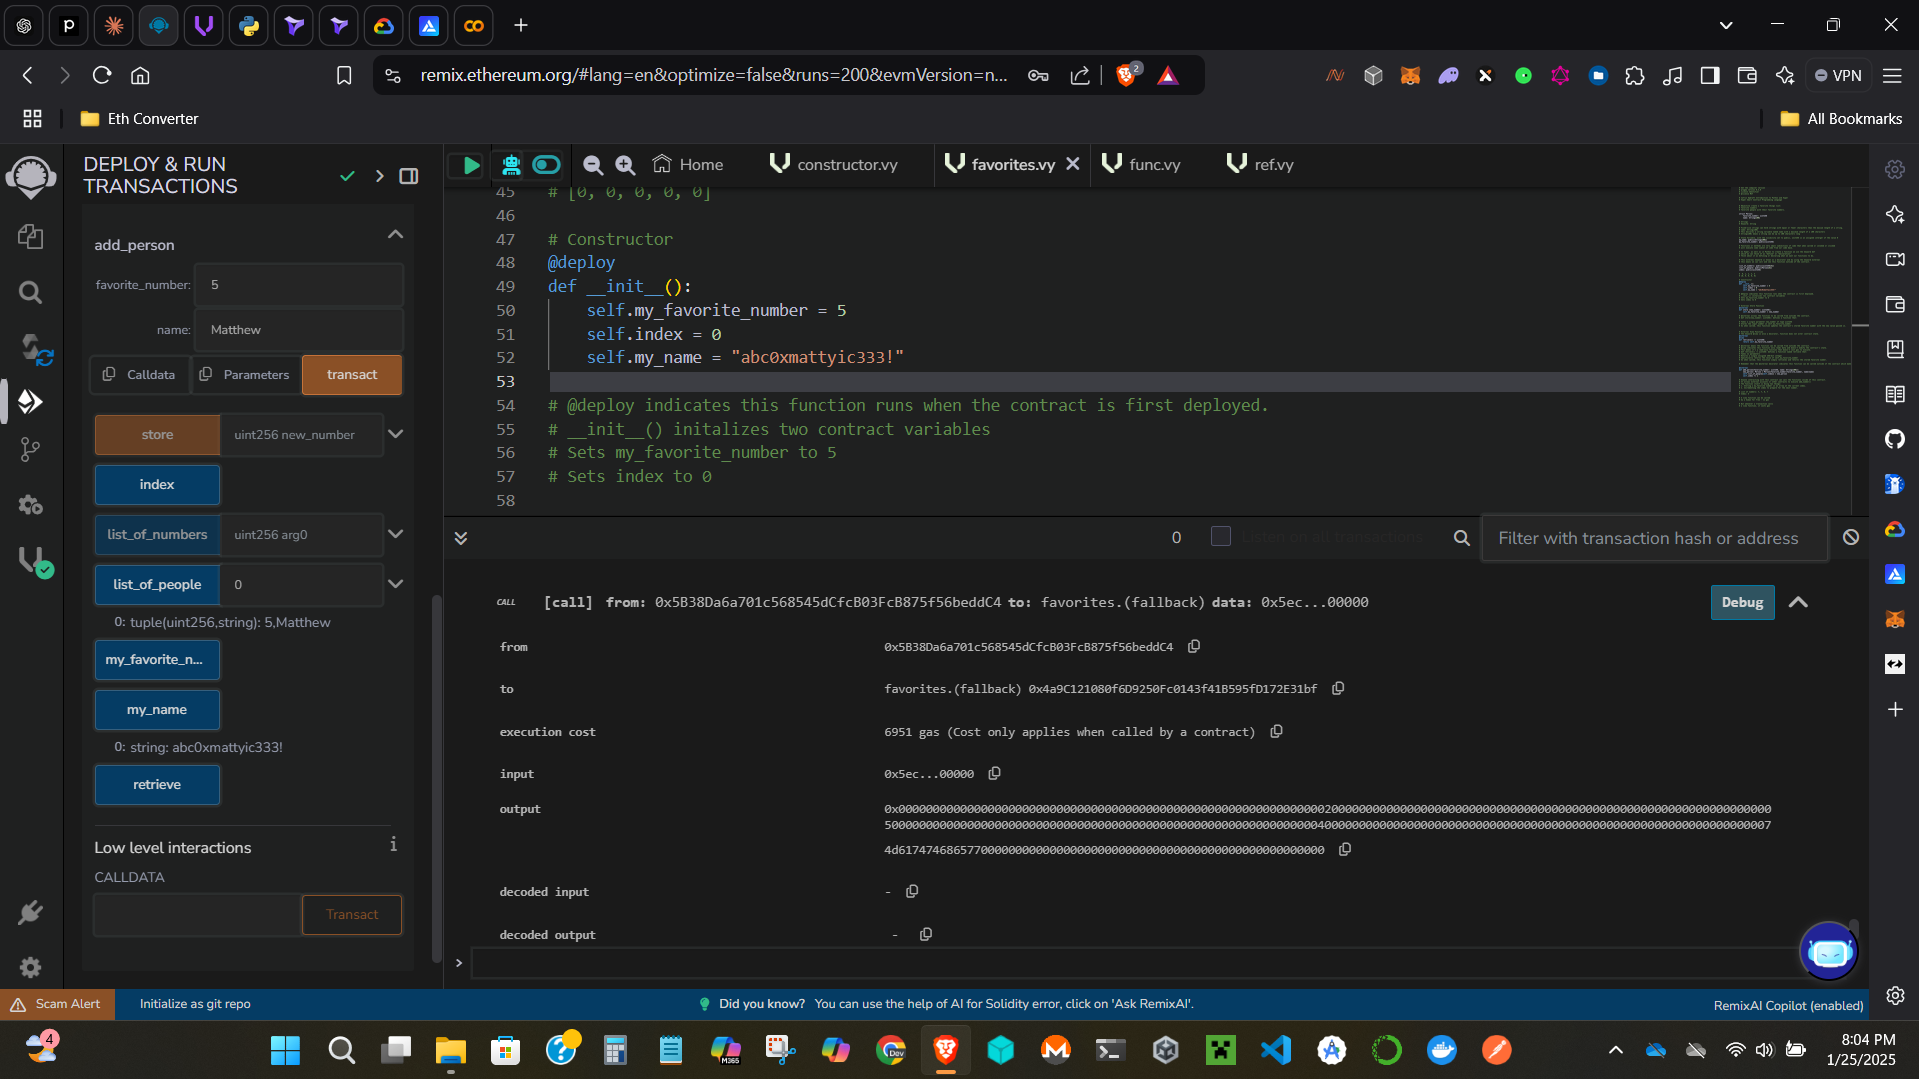 remix.ethereum.org/#lang=en&optimize=false&runs=200&evmVersion=n...
2
VPN
Eth Converter
All Bookmarks
DEPLOY & RUN
TRANSACTIONS
add_person
favorite_number:
5
name:
Matthew
Calldata
Parameters
transact
store
uint256 new_number
index
list_of_numbers
uint256 arg0
list_of_people
0
0: tuple(uint256,string): 5,Matthew
my_favorite_n...
my_name
0: string: abc0xmattyic333!
retrieve
Low level interactions
i
CALLDATA
Transact
Home
constructor.vy
favorites.vy
func.vy
ref.vy
45 # [0, 0, 0, 0, 0]
46
47 # Constructor
48 @deploy
49 def __init__():
50 self.my_favorite_number = 5
51 self.index = 0
52 self.my_name = "abc0xmattyic333!"
53
54 # @deploy indicates this function runs when the contract is first deployed.
55 # __init__() initalizes two contract variables
56 # Sets my_favorite_number to 5
57 # Sets index to 0
58
0
Listen on all transactions
Filter with transaction hash or address
CALL [call] from: 0x5B38Da6a701c568545dCfcB03FcB875f56beddC4 to: favorites.(fallback) data: 0x5ec...00000
Debug
from 0x5B38Da6a701c568545dCfcB03FcB875f56beddC4
to favorites.(fallback) 0x4a9C121080f6D9250Fc0143f41B595fD172E31bf
execution cost 6951 gas (Cost only applies when called by a contract)
input 0x5ec...00000
output
decoded input -
decoded output -
>
Scam Alert
Initialize as git repo
Did you know? You can use the help of AI for Solidity error, click on 'Ask RemixAI'.
RemixAI Copilot (enabled)
4
M365
Dev
8:04 PM
1/25/2025